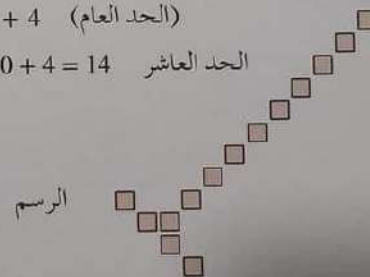 + 4 (الحد العام)
0 + 4 = 14 الحد العاشر
الرسم